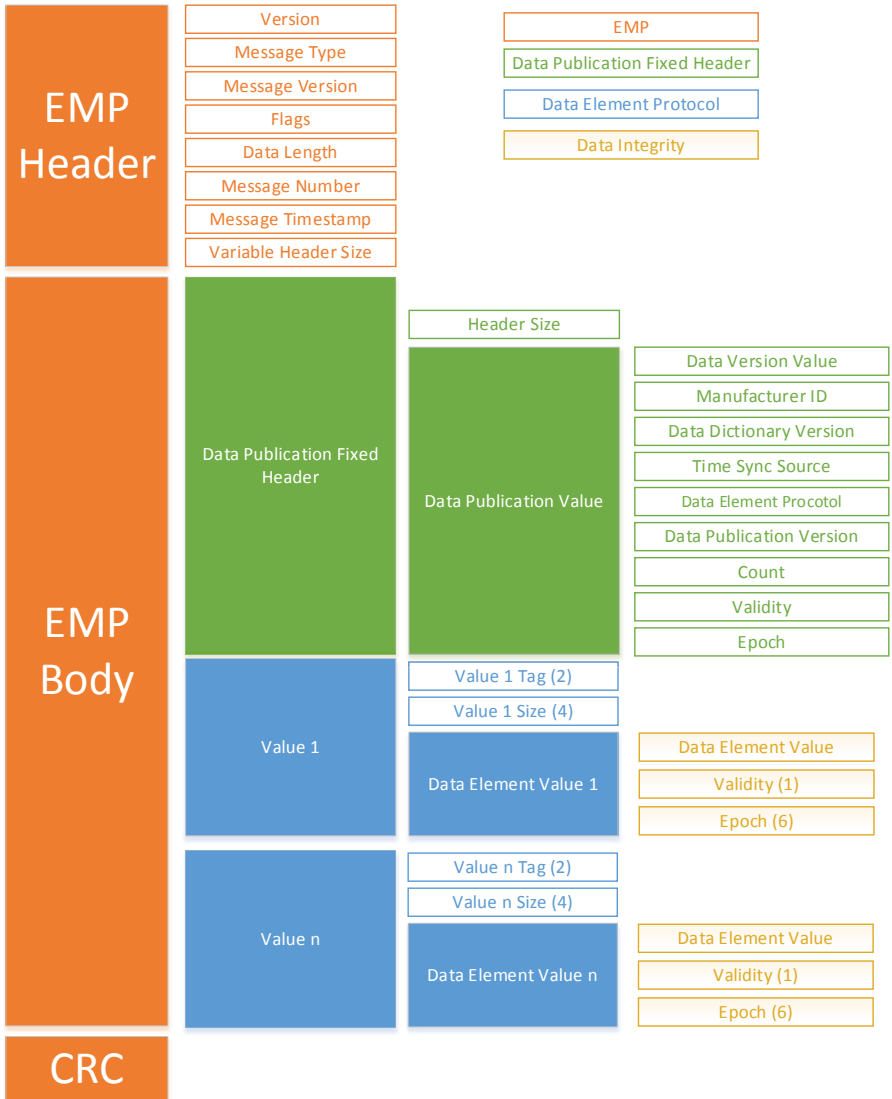 EMP
Header
Version
Message Type
Message Version
Flags
Data Length
Message Number
Message Timestamp
Variable Header Size
EMP
Data Publication Fixed Header
Data Element Protocol
Data Integrity
EMP
Body
Data Publication Fixed
Header
Header Size
Data Publication Value
Data Version Value
Manufacturer ID
Data Dictionary Version
Time Sync Source
Data Element Procotol
Data Publication Version
Count
Validity
Epoch
Value 1
Value 1 Tag (2)
Value 1 Size (4)
Data Element Value 1
Data Element Value
Validity (1)
Epoch (6)
Value n
Value n Tag (2)
Value n Size (4)
Data Element Value n
Data Element Value
Validity (1)
Epoch (6)
CRC